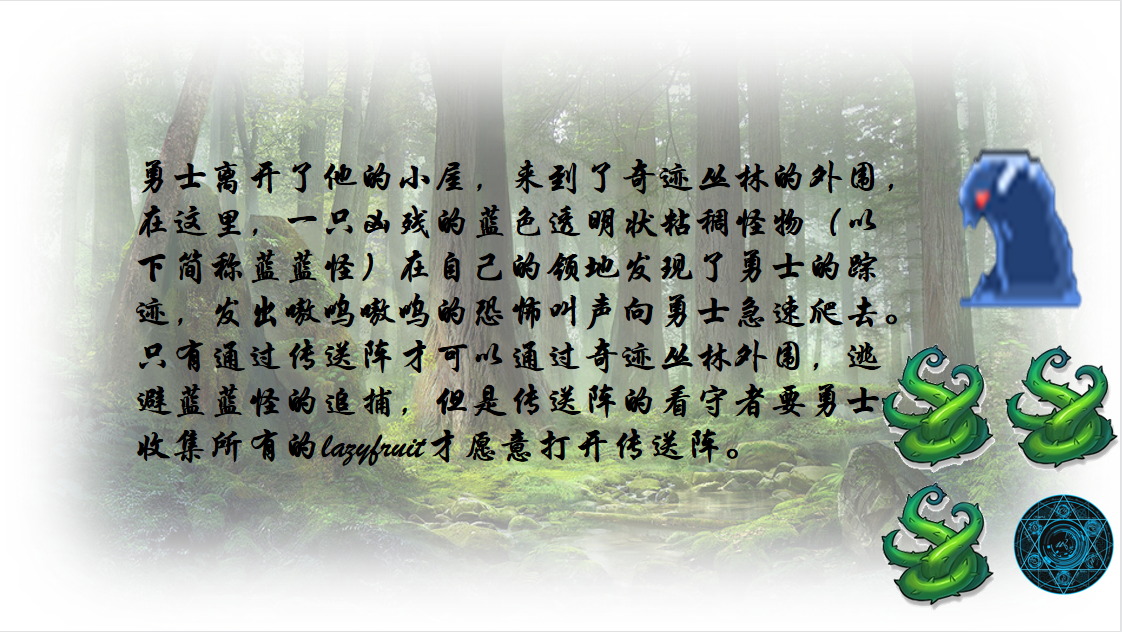 勇士离开了他的小屋，来到了奇迹丛林的外围，
在这里，一只凶残的蓝色透明状粘稠怪物（以
下简称蓝蓝怪）在自己的领地发现了勇士的踪
迹，发出嗷呜嗷呜的恐怖叫声向勇士急速爬去。
只有通过传送阵才可以通过奇迹丛林外围，逃
避蓝蓝怪的追捕，但是传送阵的看守者要勇士
收集所有的lazyfruit才愿意打开传送阵。